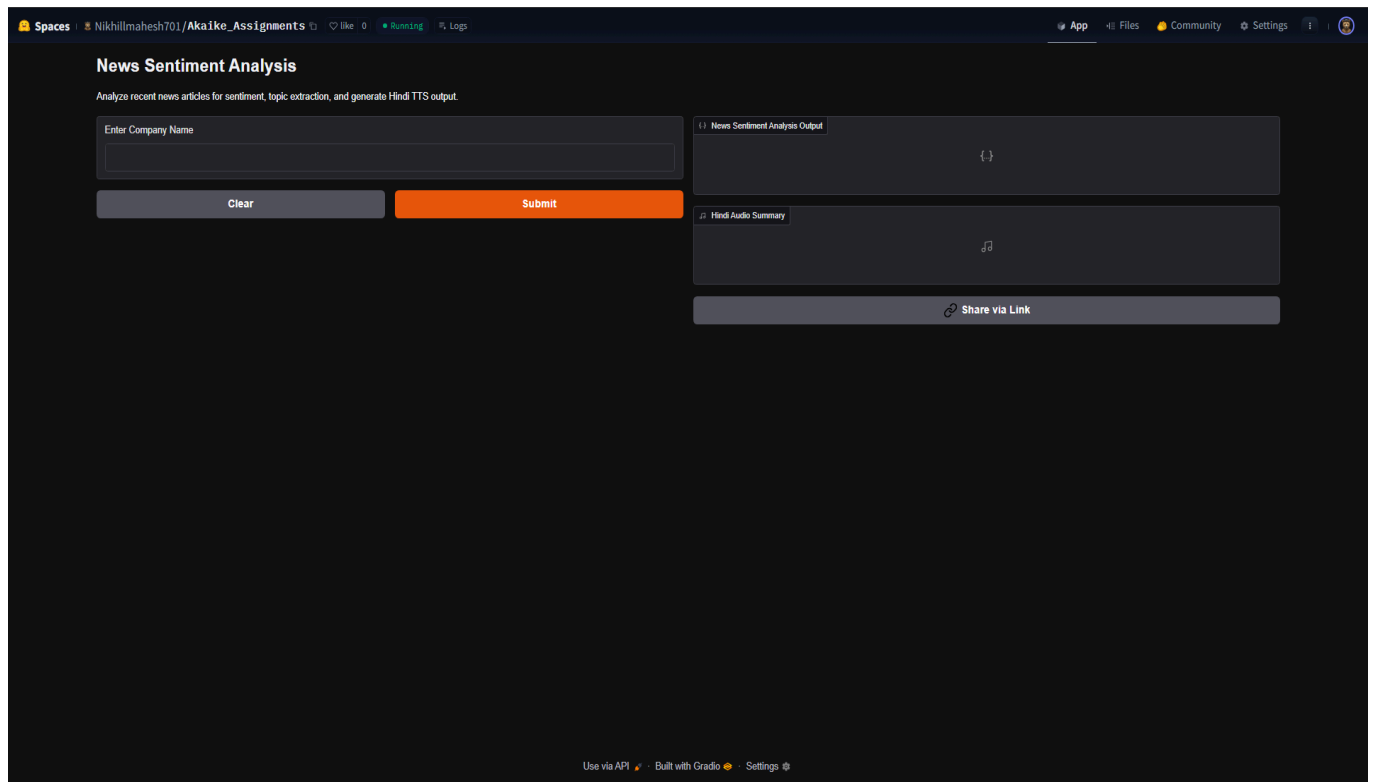 Spaces Nikhillmahesh701/Akaike_Assignments like 0 Running Logs App Files Community Settings
News Sentiment Analysis
Analyze recent news articles for sentiment, topic extraction, and generate Hindi TTS output.
Enter Company Name
Clear Submit
News Sentiment Analysis Output
Hindi Audio Summary
Share via Link
Use via API · Built with Gradio · Settings